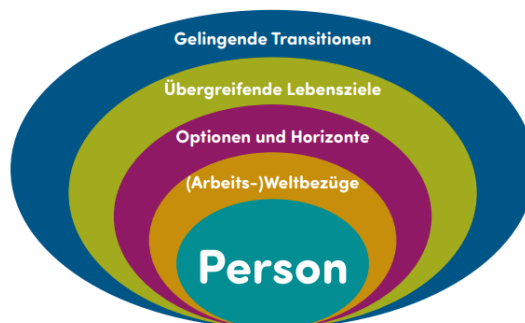 Gelingende Transitionen
Übergreifende Lebensziele
Optionen und Horizonte
(Arbeits-)Weltbezüge
Person